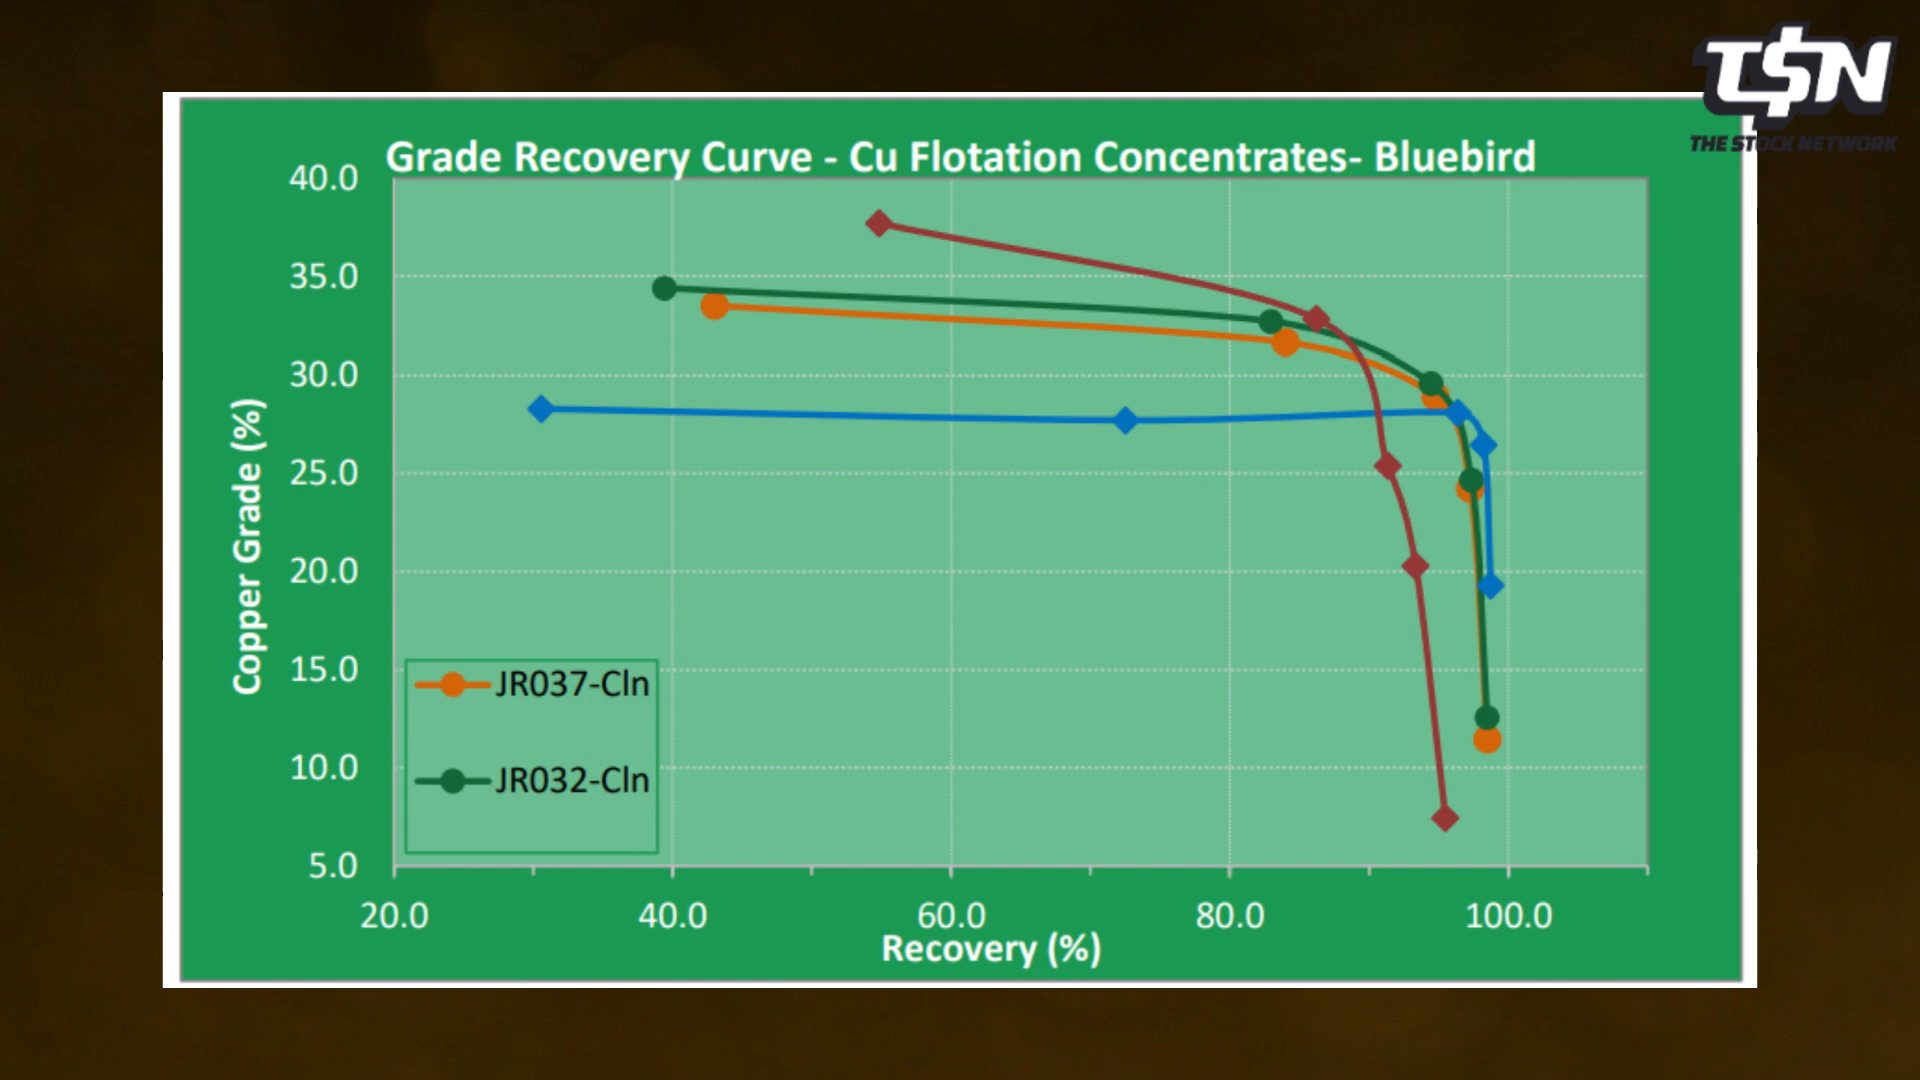 T$N
THE STOCK NETWORK
Grade Recovery Curve - Cu Flotation Concentrates- Bluebird
40.0
35.0
30.0
25.0
20.0
15.0
10.0
5.0
Copper Grade (%)
JR037-Cln
JR032-Cln
20.0 40.0 60.0 80.0 100.0
Recovery (%)